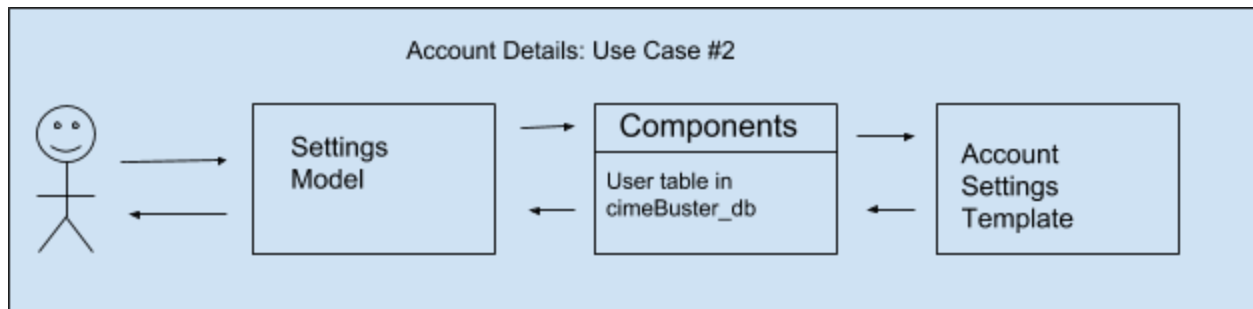 Account Details: Use Case #2
Settings
Model
Components
User table in
cimeBuster_db
Account
Settings
Template